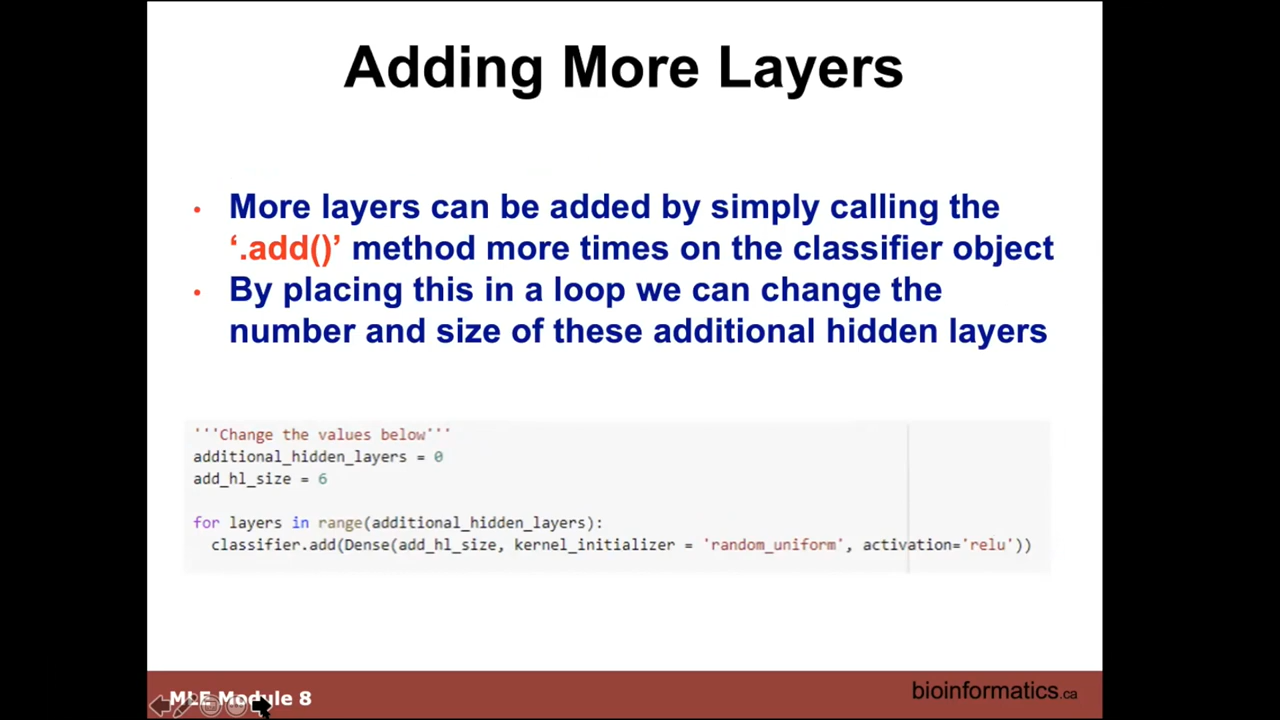 Adding More Layers
• More layers can be added by simply calling the
‘.add()’ method more times on the classifier object
• By placing this in a loop we can change the
number and size of these additional hidden layers
'''Change the values below'''
additional_hidden_layers = 0
add_hl_size = 6
for layers in range(additional_hidden_layers):
  classifier.add(Dense(add_hl_size, kernel_initializer = 'random_uniform', activation='relu'))
MLE Module 8
bioinformatics.ca